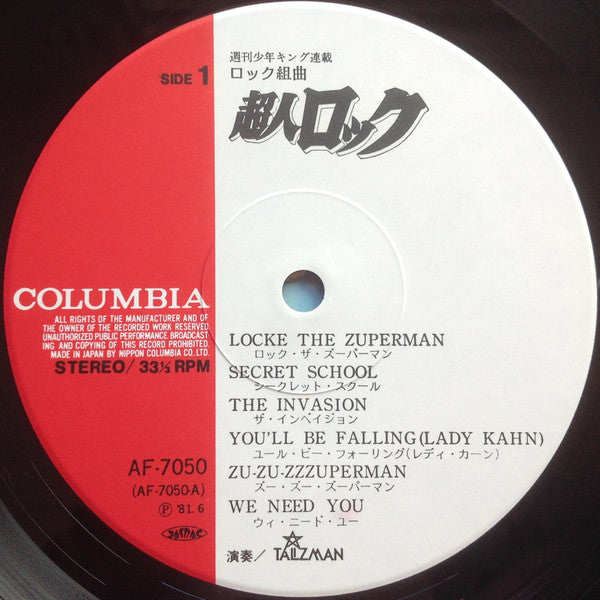 SIDE 1
週刊少年キング連載
ロック組曲
超人ロック
COLUMBIA
ALL RIGHTS OF THE MANUFACTURER AND OF
THE OWNER OF THE RECORDED WORK RESERVED
UNAUTHORIZED PUBLIC PERFORMANCE BROADCAST
ING AND COPYING OF THIS RECORD PROHIBITED.
MADE IN JAPAN BY NIPPON COLUMBIA CO. LTD.
STEREO/33⅓ RPM
LOCKE THE ZUPERMAN
ロック・ザ・ズーパーマン
SECRET SCHOOL
シークレット・スクール
THE INVASION
ザ・インベイジョン
YOU'LL BE FALLING(LADY KAHN)
ユール・ビー・フォーリング(レディ・カーン)
ZU-ZU-ZZZUPERMAN
ズー・ズー・ズーパーマン
WE NEED YOU
ウィ・ニード・ユー
AF-7050
(AF-7050-A)
Ⓟ '81.6
演奏/TALIZMAN